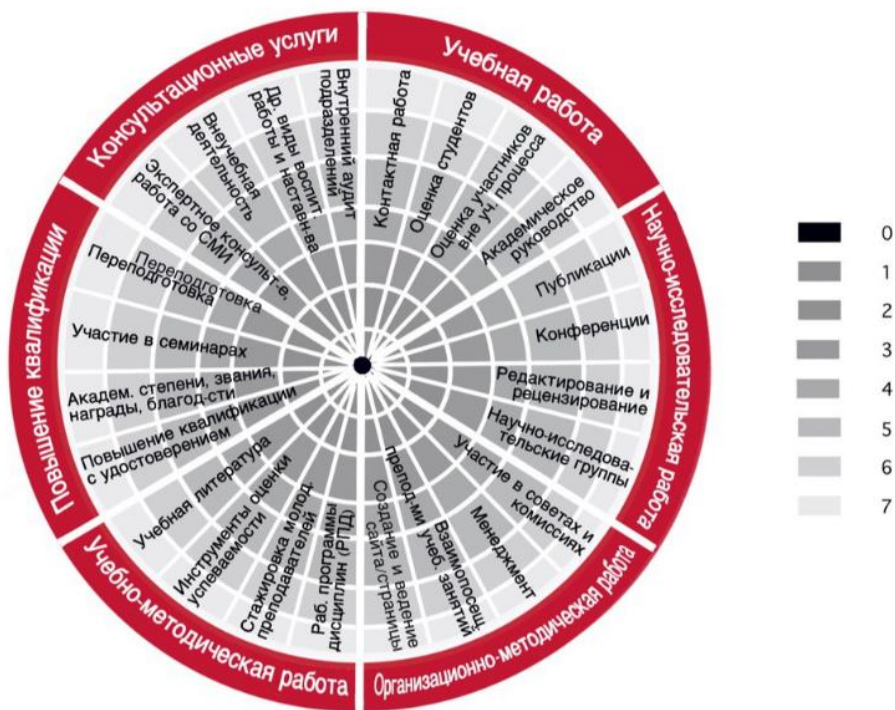 Консультационные услуги
Внутренний аудит
подразделений
Др. виды воспит.
работы и наставн-ва
Внеучебная
деятельность
Экспертное консульт-е,
работа со СМИ
Учебная работа
Контактная работа
Оценка студентов
Оценка участников
вне уч. процесса
Академическое
руководство
Научно-исследовательская работа
Публикации
Конференции
Редактирование и
рецензирование
Научно-исследова-
тельские группы
Организационно-методическая работа
Участие в советах и
комиссиях
Менеджмент
Взаимопосещ.
препод-ми учеб. занятий
Создание и ведение
сайта/страницы
Учебно-методическая работа
Раб. программы
дисциплин (РПД)
Стажировка молод.
преподавателей
Инструменты оценки
успеваемости
Учебная литература
Повышение квалификации
Повышение квалификации
с удостоверением
Академ. степени, звания,
награды, благод-сти
Участие в семинарах
Переподготовка
Переподготовка
0
1
2
3
4
5
6
7